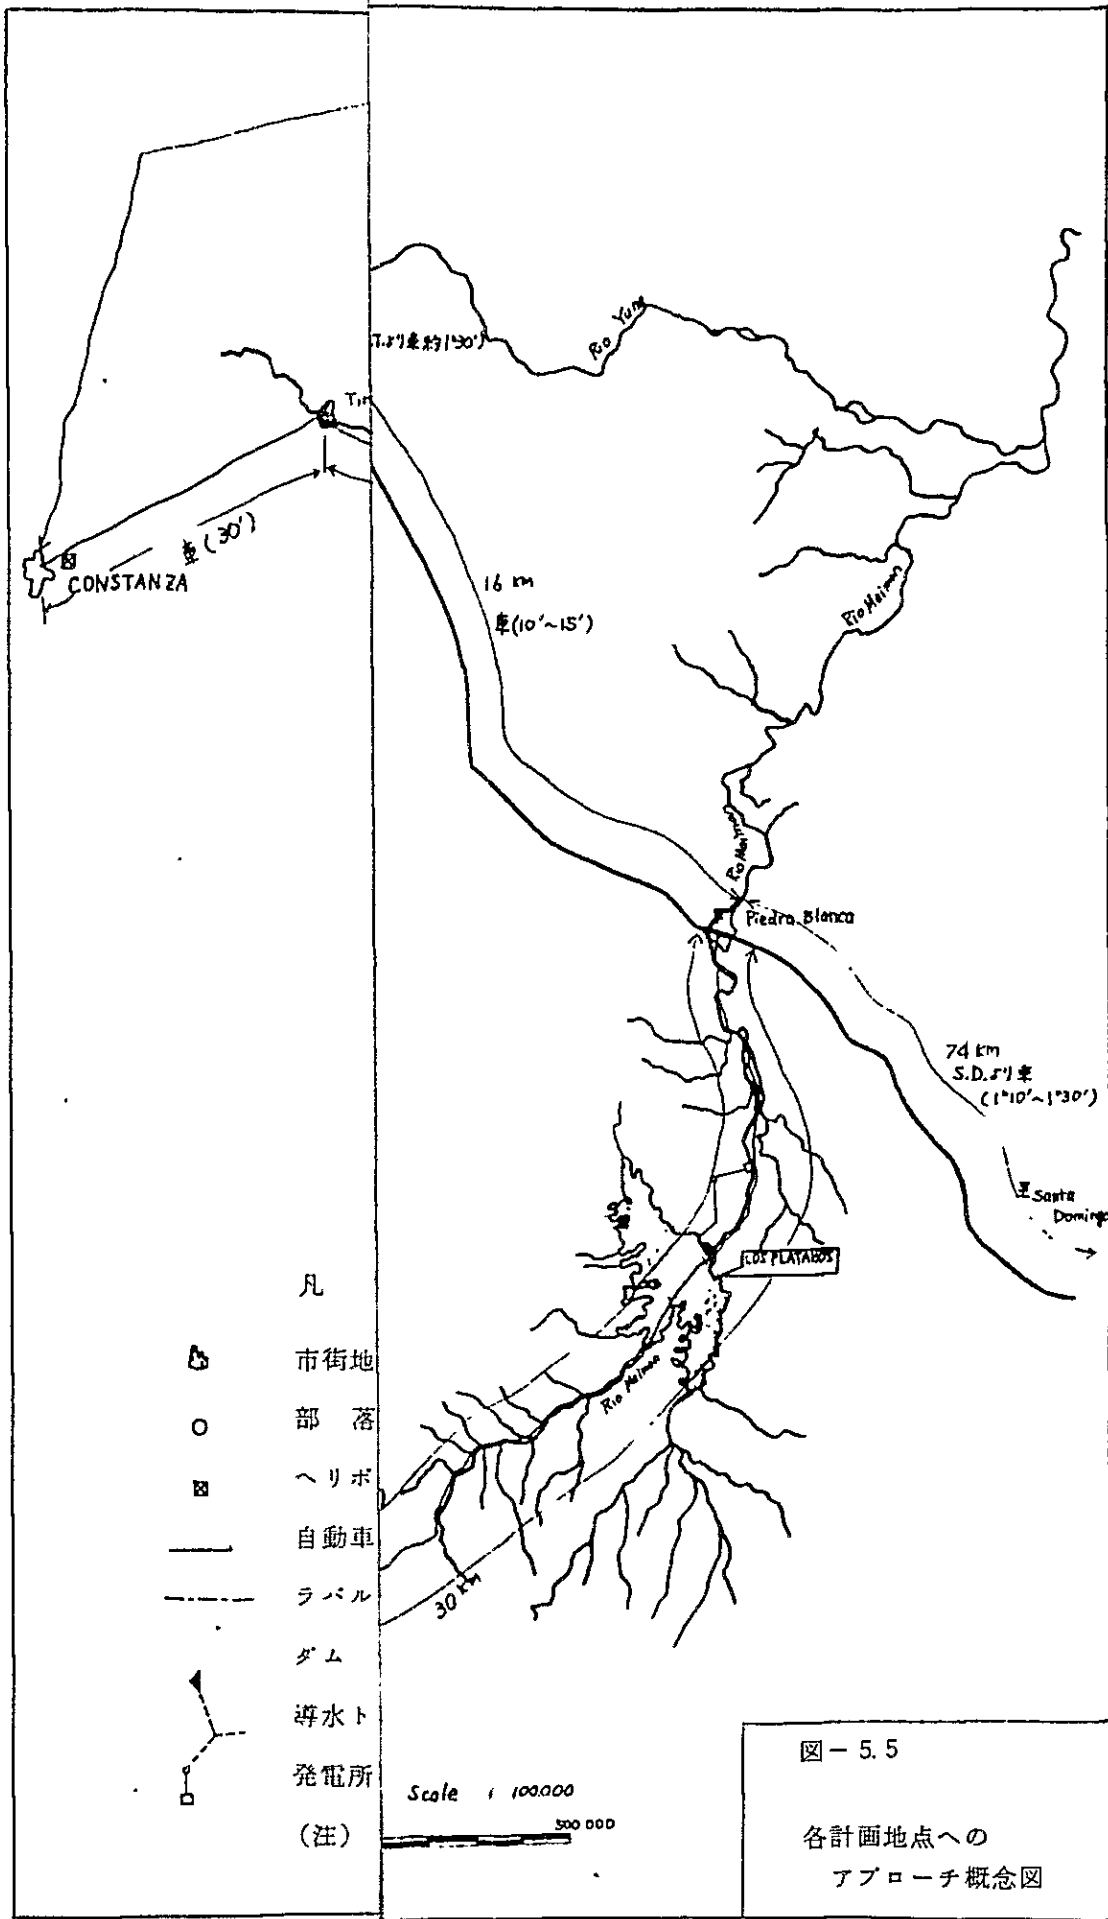 Rio Yuna
T.より車約1°30')
Tir
車(30')
CONSTANZA
16 km
車(10'~15')
Rio Maimon
Rio Maimon
Piedra Blanca
74 km
S.D.より車
(1°10'~1°30')
至 Santa
Domingo
LOS PLATABOS
Rio Maimon
30 km
凡
市街地
部 落
ヘリポ
自動車
ラバル
ダム
導水ト
発電所
(注)
Scale 1 100.000
500 000
図-5.5
各計画地点への
アプローチ概念図